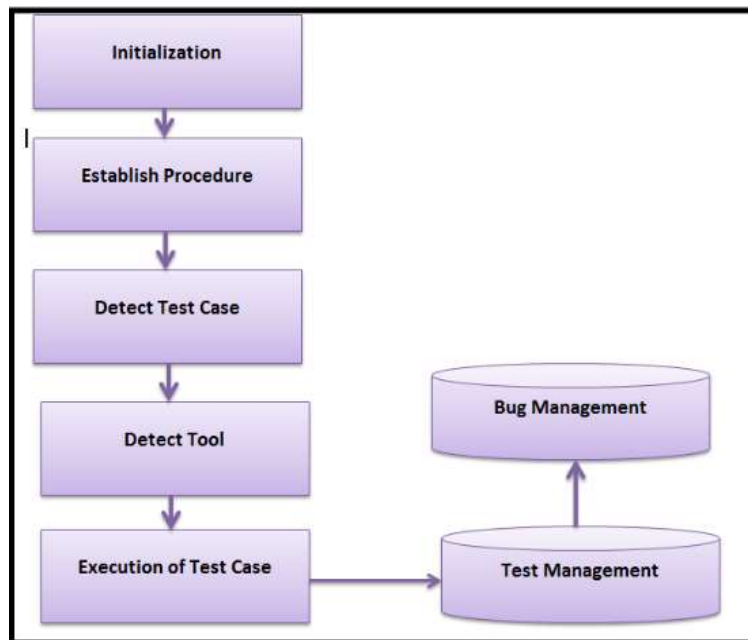 Initialization
Establish Procedure
Detect Test Case
Detect Tool
Execution of Test Case
Test Management
Bug Management